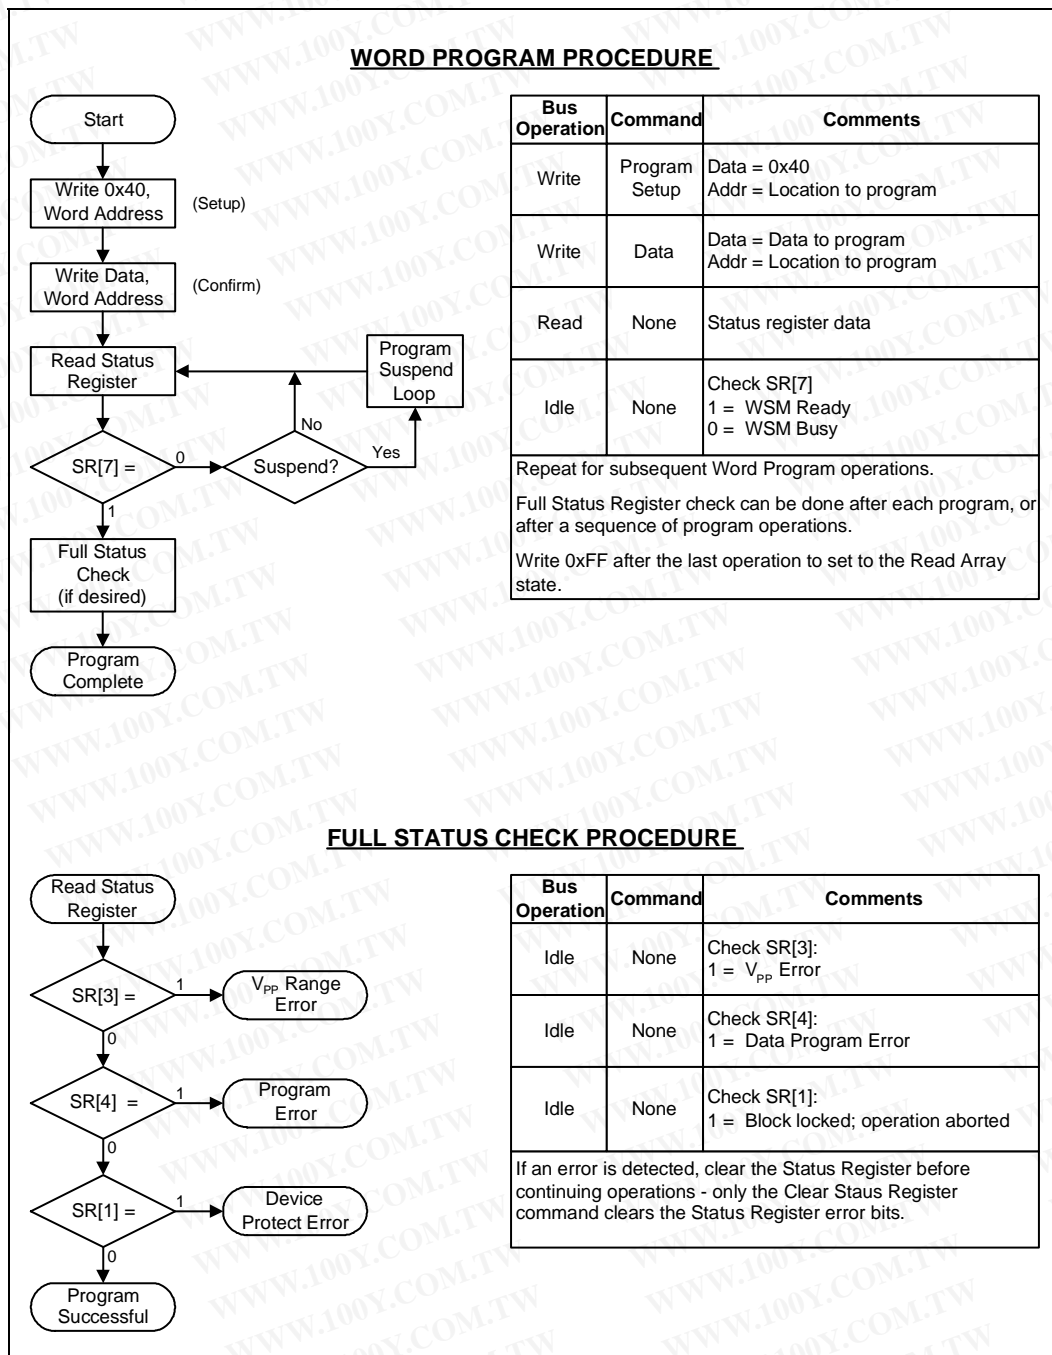 WORD PROGRAM PROCEDURE
Start
Write 0x40,
Word Address
(Setup)
Write Data,
Word Address
(Confirm)
Read Status
Register
Program
Suspend
Loop
No
SR[7] =
0
Suspend?
Yes
1
Full Status
Check
(if desired)
Program
Complete
Bus
Operation Command Comments
Write Program
Setup Data = 0x40
Addr = Location to program
Write Data Data = Data to program
Addr = Location to program
Read None Status register data
Idle None Check SR[7]
1 = WSM Ready
0 = WSM Busy
Repeat for subsequent Word Program operations.
Full Status Register check can be done after each program, or
after a sequence of program operations.
Write 0xFF after the last operation to set to the Read Array
state.
FULL STATUS CHECK PROCEDURE
Read Status
Register
SR[3] =
1
VPP Range
Error
0
SR[4] =
1
Program
Error
0
SR[1] =
1
Device
Protect Error
0
Program
Successful
Bus
Operation Command Comments
Idle None Check SR[3]:
1 = VPP Error
Idle None Check SR[4]:
1 = Data Program Error
Idle None Check SR[1]:
1 = Block locked; operation aborted
If an error is detected, clear the Status Register before
continuing operations - only the Clear Staus Register
command clears the Status Register error bits.
WWW.100Y.COM.TW